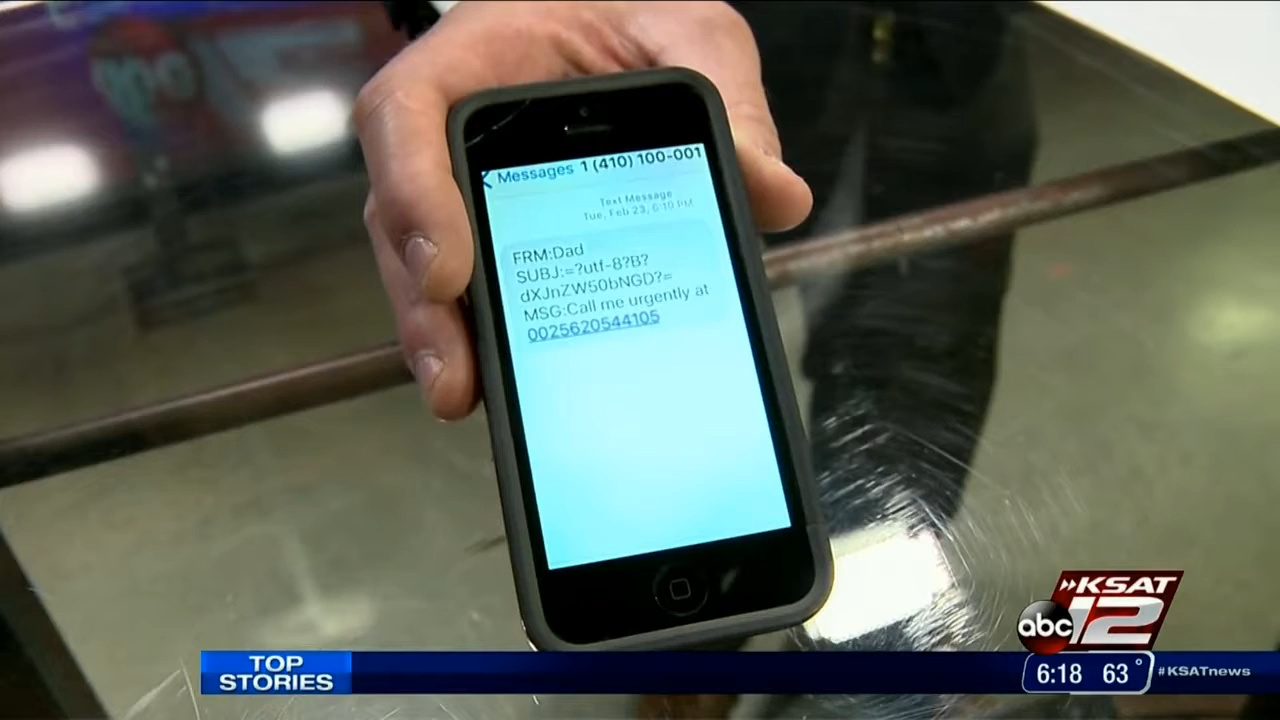 Messages 1 (410) 100-001
Text Message
Tue, Feb 23, 6:10 PM
FRM:Dad
SUBJ:=?utf-8?B?
dXJnZW50bNGD?=
MSG:Call me urgently at
0025620544105
KSAT
abc 12
TOP
STORIES
6:18 63° #KSATnews